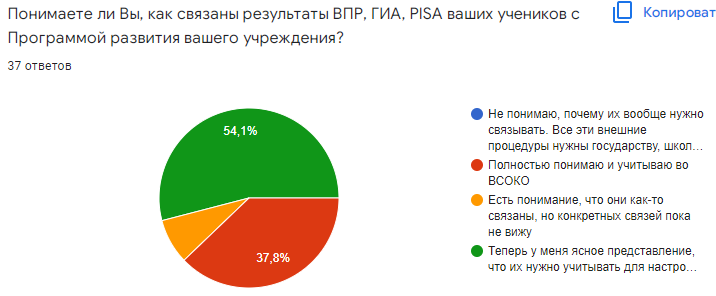 Понимаете ли Вы, как связаны результаты ВПР, ГИА, PISA ваших учеников с
Программой развития вашего учреждения?
Копироват
37 ответов
54,1%
37,8%
Не понимаю, почему их вообще нужно
связывать. Все эти внешние
процедуры нужны государству, школ…
Полностью понимаю и учитываю во
ВСОКО
Есть понимание, что они как-то
связаны, но конкретных связей пока
не вижу
Теперь у меня ясное представление,
что их нужно учитывать для настро…